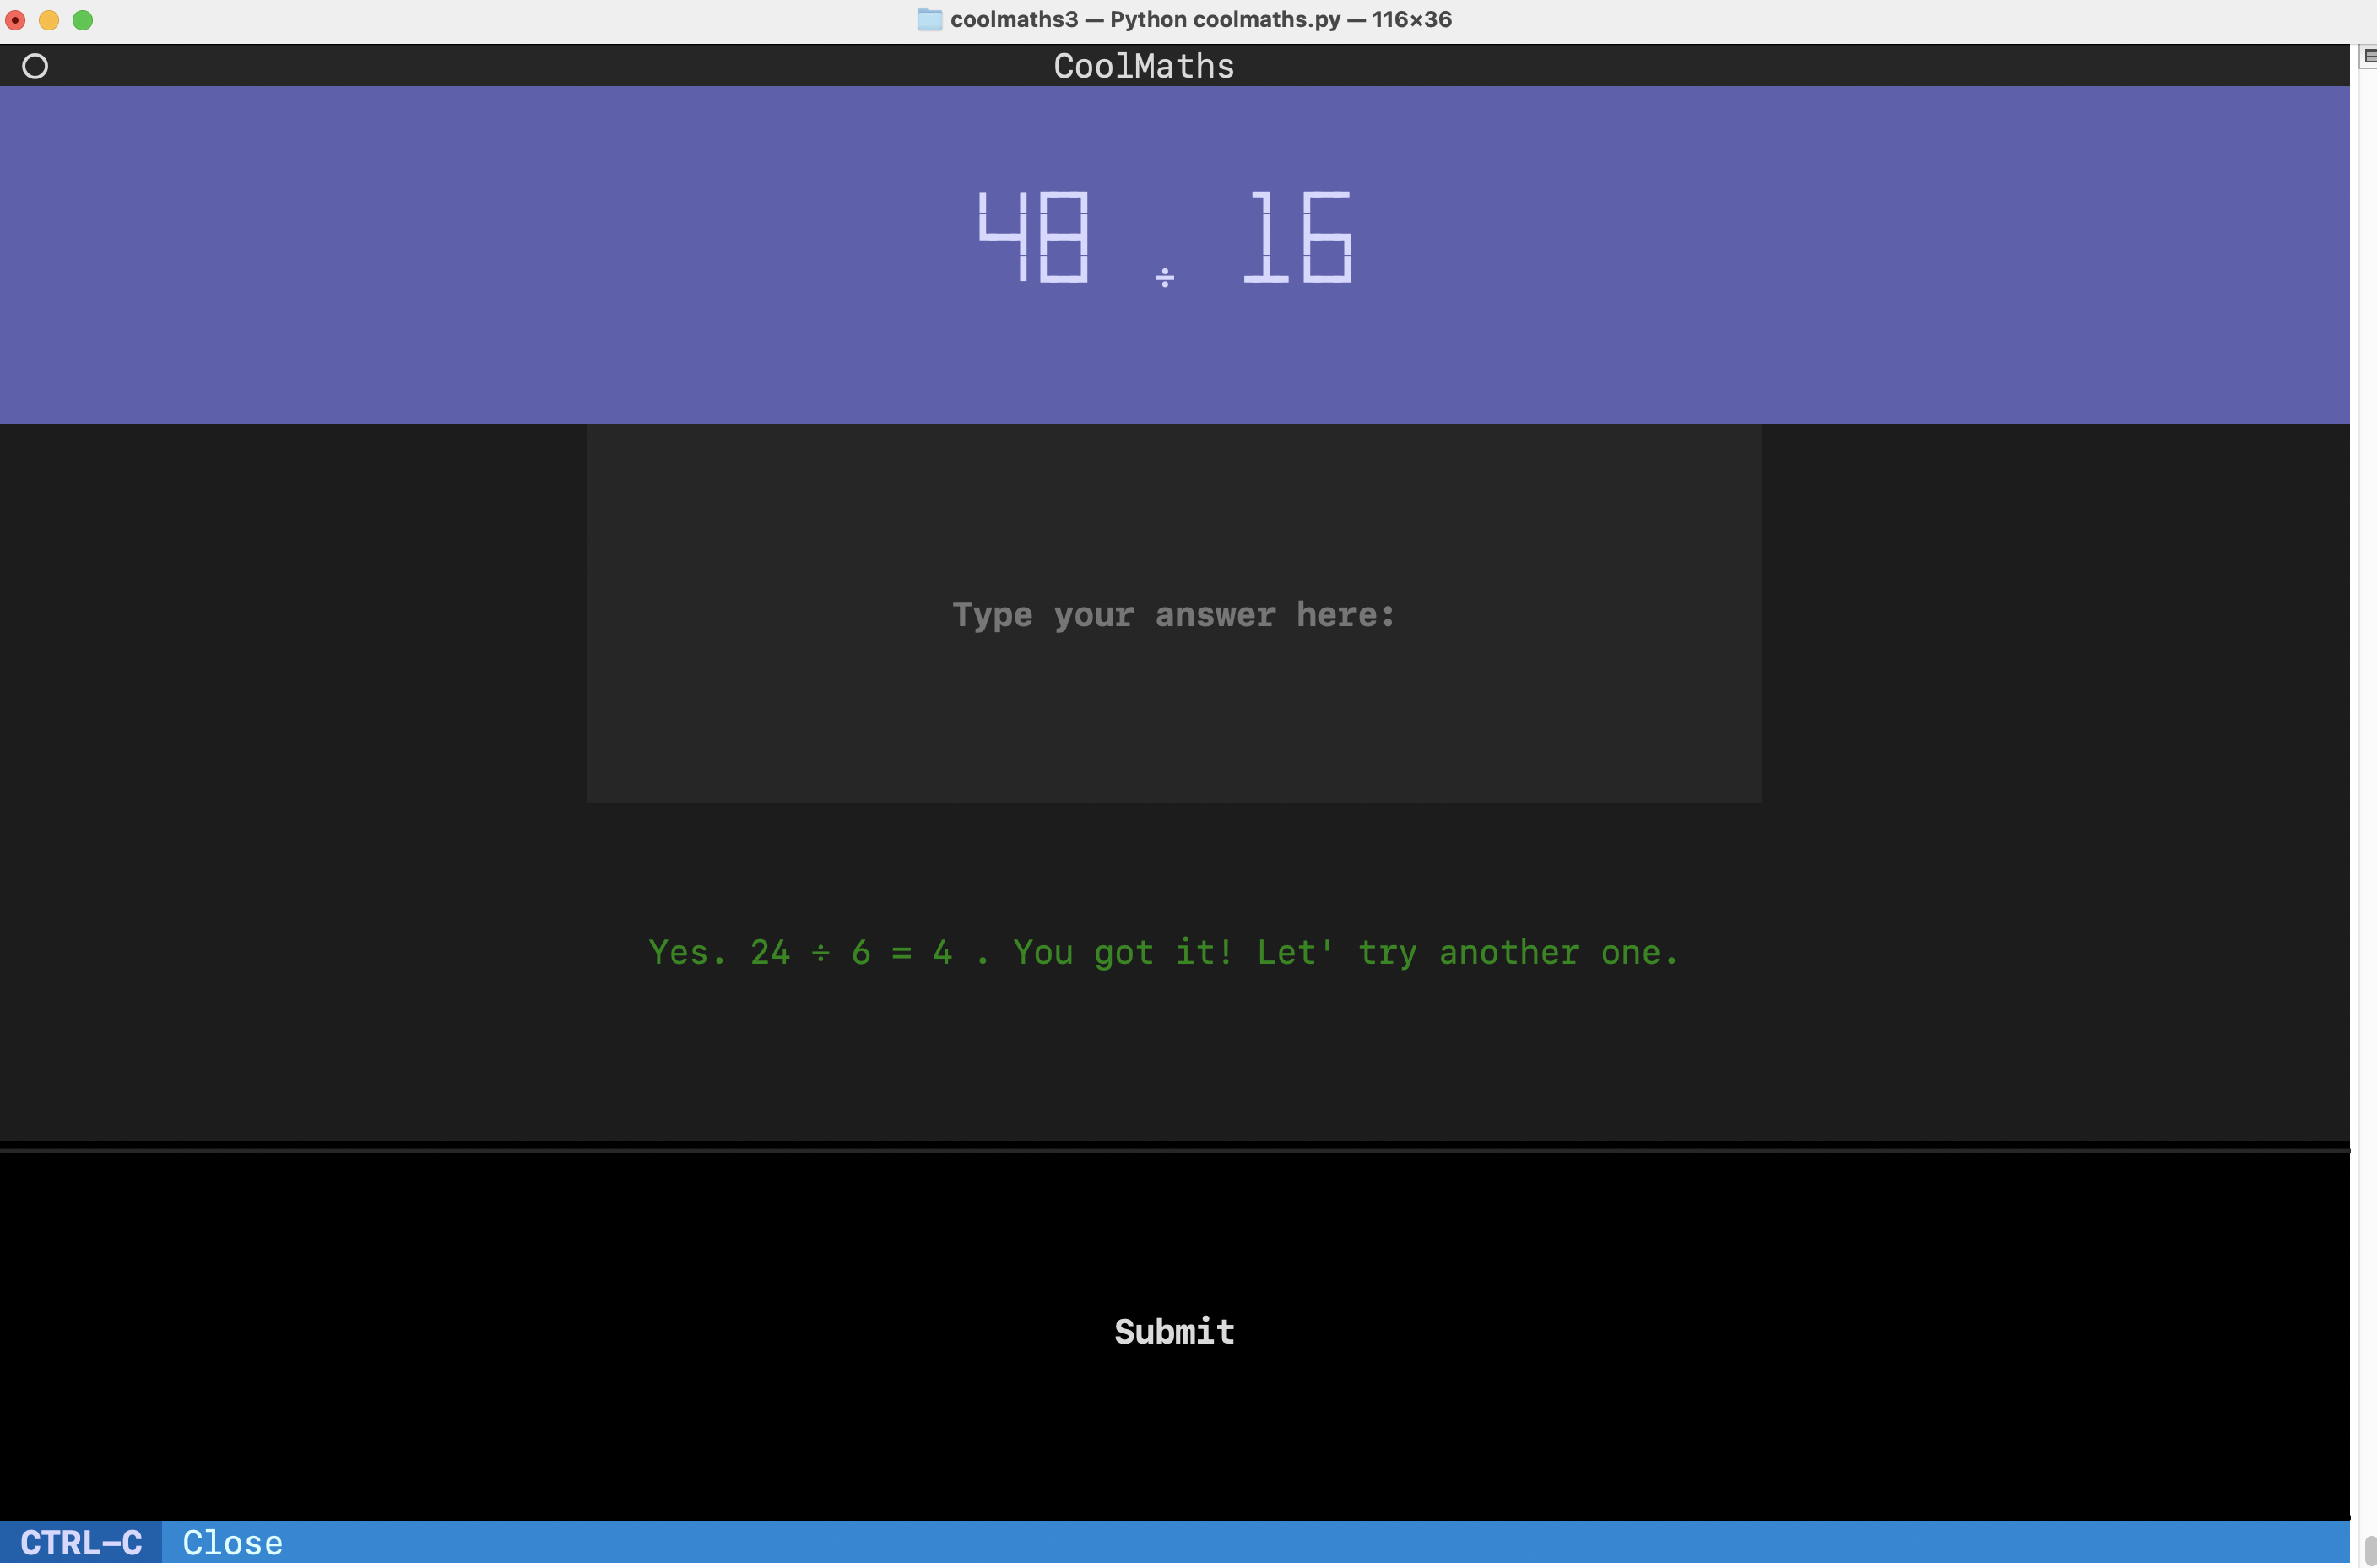 coolmaths3 — Python coolmaths.py — 116×36
CoolMaths
48 ÷ 16
Type your answer here:
Yes. 24 ÷ 6 = 4 . You got it! Let' try another one.
Submit
CTRL-C Close